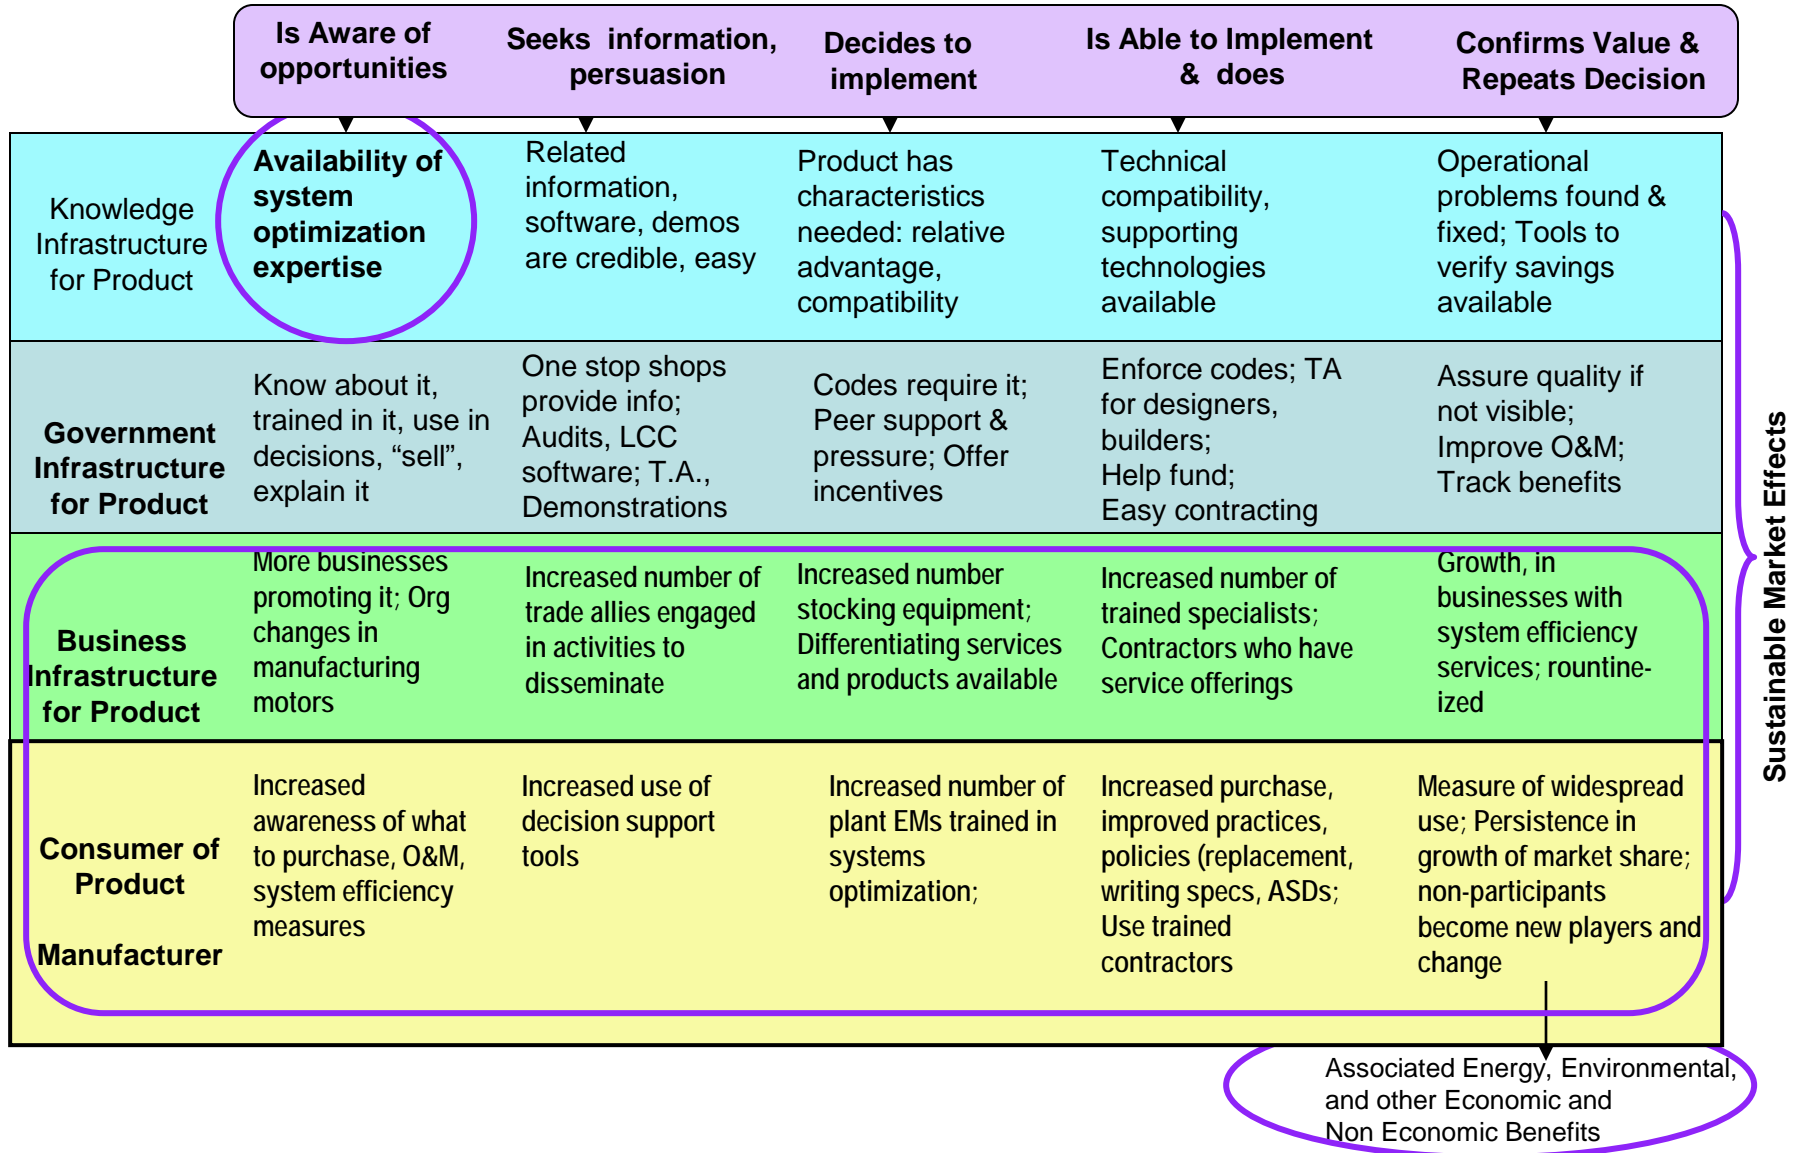 Is Aware of
opportunities
Seeks information,
persuasion
Decides to
implement
Is Able to Implement
& does
Confirms Value &
Repeats Decision
Knowledge
Infrastructure
for Product
Availability of
system
optimization
expertise
Related
information,
software, demos
are credible, easy
Product has
characteristics
needed: relative
advantage,
compatibility
Technical
compatibility,
supporting
technologies
available
Operational
problems found &
fixed; Tools to
verify savings
available
Government
Infrastructure
for Product
Know about it,
trained in it, use in
decisions, “sell”,
explain it
One stop shops
provide info;
Audits, LCC
software; T.A.,
Demonstrations
Codes require it;
Peer support &
pressure; Offer
incentives
Enforce codes; TA
for designers,
builders;
Help fund;
Easy contracting
Assure quality if
not visible;
Improve O&M;
Track benefits
Business
Infrastructure
for Product
More businesses
promoting it; Org
changes in
manufacturing
motors
Increased number of
trade allies engaged
in activities to
disseminate
Increased number
stocking equipment;
Differentiating services
and products available
Increased number of
trained specialists;
Contractors who have
service offerings
Growth, in
businesses with
system efficiency
services; rountine-
ized
Consumer of
Product
Manufacturer
Increased
awareness of what
to purchase, O&M,
system efficiency
measures
Increased use of
decision support
tools
Increased number of
plant EMs trained in
systems
optimization;
Increased purchase,
improved practices,
policies (replacement,
writing specs, ASDs;
Use trained
contractors
Measure of widespread
use; Persistence in
growth of market share;
non-participants
become new players and
change
Sustainable Market Effects
Associated Energy, Environmental,
and other Economic and
Non Economic Benefits